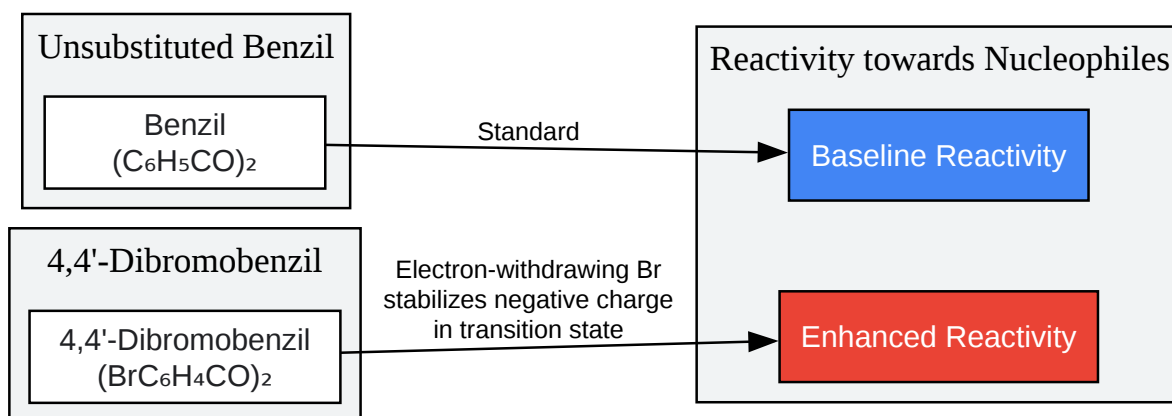 Unsubstituted Benzil
Benzil
(C₆H₅CO)₂
Standard
Reactivity towards Nucleophiles
Baseline Reactivity
4,4'-Dibromobenzil
4,4'-Dibromobenzil
(BrC₆H₄CO)₂
Electron-withdrawing Br
stabilizes negative charge
in transition state
Enhanced Reactivity